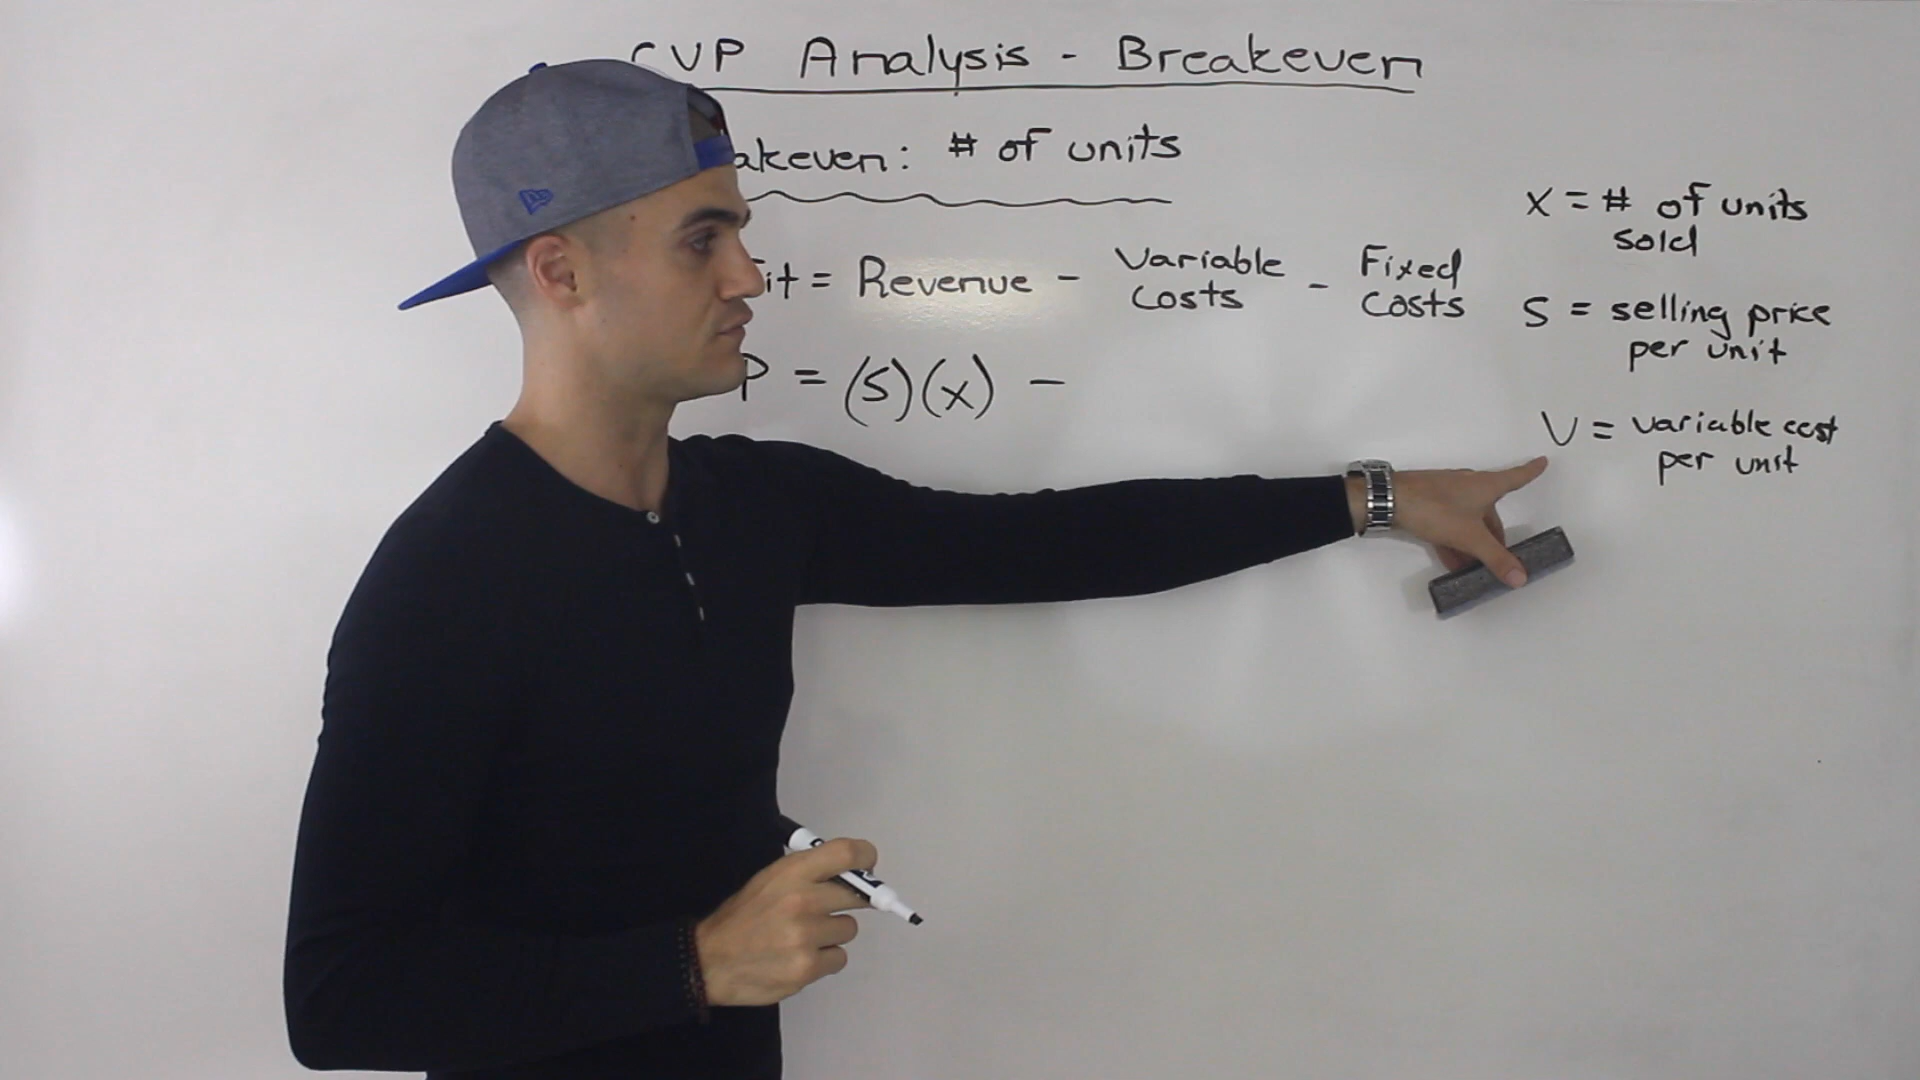 CVP Analysis - Breakeven
akeven: # of units
it = Revenue - Variable Costs - Fixed Costs
P = (S)(x) -
X = # of units
sold
S = selling price
per unit
V = variable cost
per unit